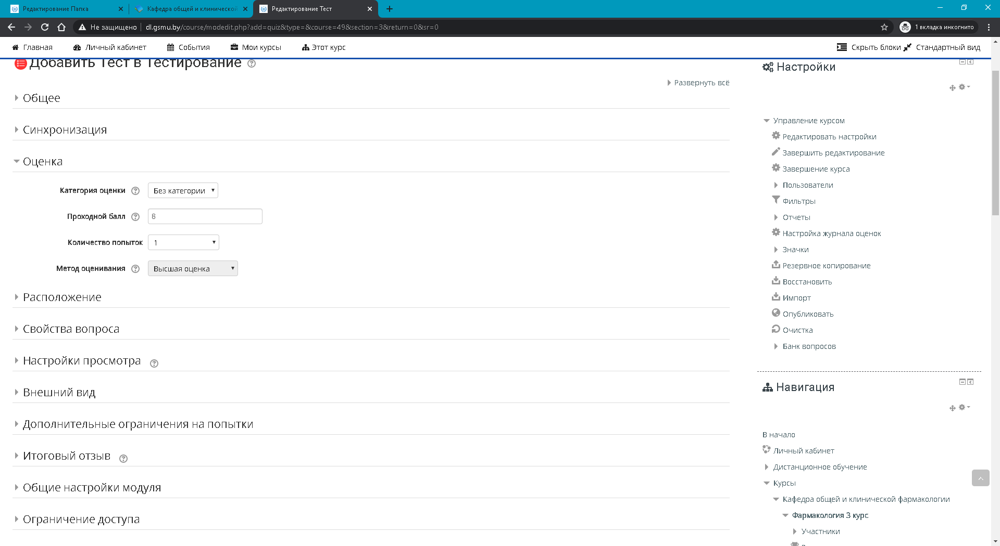 Редактирование Папка
Кафедра общей и клинической
Редактирование Тест
Не защищено
dl.gsmu.by/course/modedit.php?add=quiz&type=&course=49&section=3&return=0&sr=0
1 вкладка инкогнито
Главная
Личный кабинет
События
Мои курсы
Этот курс
Скрыть блоки
Стандартный вид
Добавить Тест в Тестирование
Развернуть всё
Общее
Синхронизация
Оценка
Категория оценки
Без категории
Проходной балл
8
Количество попыток
1
Метод оценивания
Высшая оценка
Расположение
Свойства вопроса
Настройки просмотра
Внешний вид
Дополнительные ограничения на попытки
Итоговый отзыв
Общие настройки модуля
Ограничение доступа
Настройки
Управление курсом
Редактировать настройки
Завершить редактирование
Завершение курса
Пользователи
Фильтры
Отчеты
Настройка журнала оценок
Значки
Резервное копирование
Восстановить
Импорт
Опубликовать
Очистка
Банк вопросов
Навигация
В начало
Личный кабинет
Дистанционное обучение
Курсы
Кафедра общей и клинической фармакологии
Фармакология 3 курс
Участники